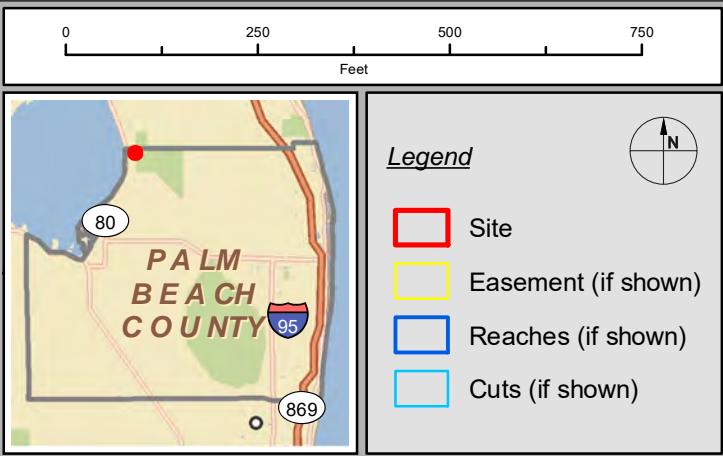 0 250 500 750
Feet
80
PALM
BEACH
COUNTY
95
869
Legend
N
Site
Easement (if shown)
Reaches (if shown)
Cuts (if shown)